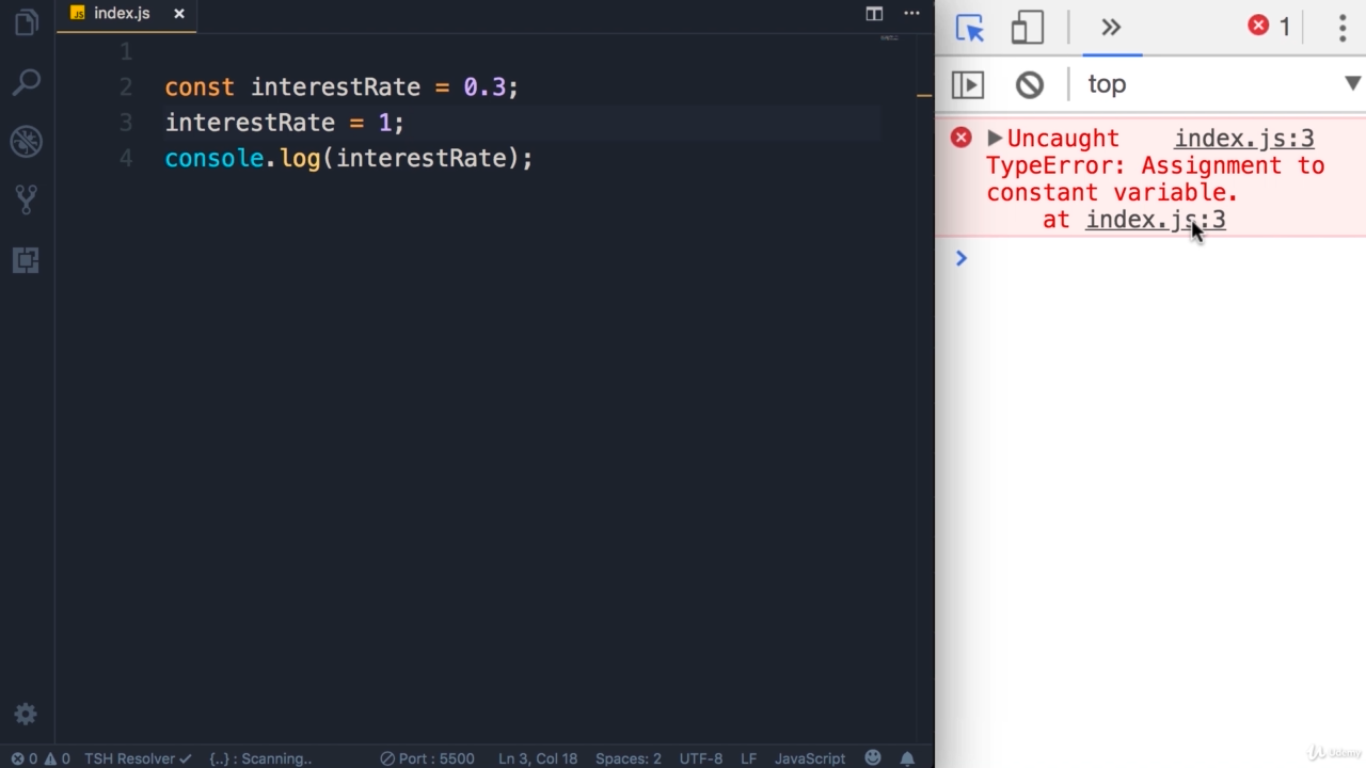 JS index.js ×
1
2 const interestRate = 0.3;
3 interestRate = 1;
4 console.log(interestRate);
0 0 TSH Resolver ✓ {..} : Scanning.. Port : 5500 Ln 3, Col 18 Spaces: 2 UTF-8 LF JavaScript
1
top
Uncaught index.js:3
TypeError: Assignment to
constant variable.
at index.js:3
Udemy